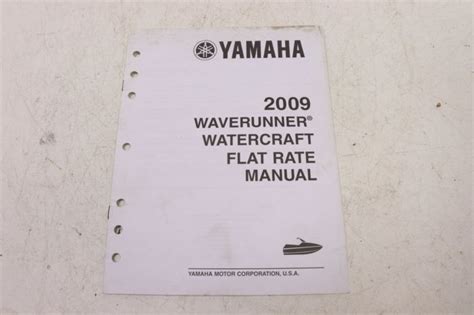 YAMAHA
2009
WAVERUNNER®
WATERCRAFT
FLAT RATE
MANUAL
YAMAHA MOTOR CORPORATION, U.S.A.